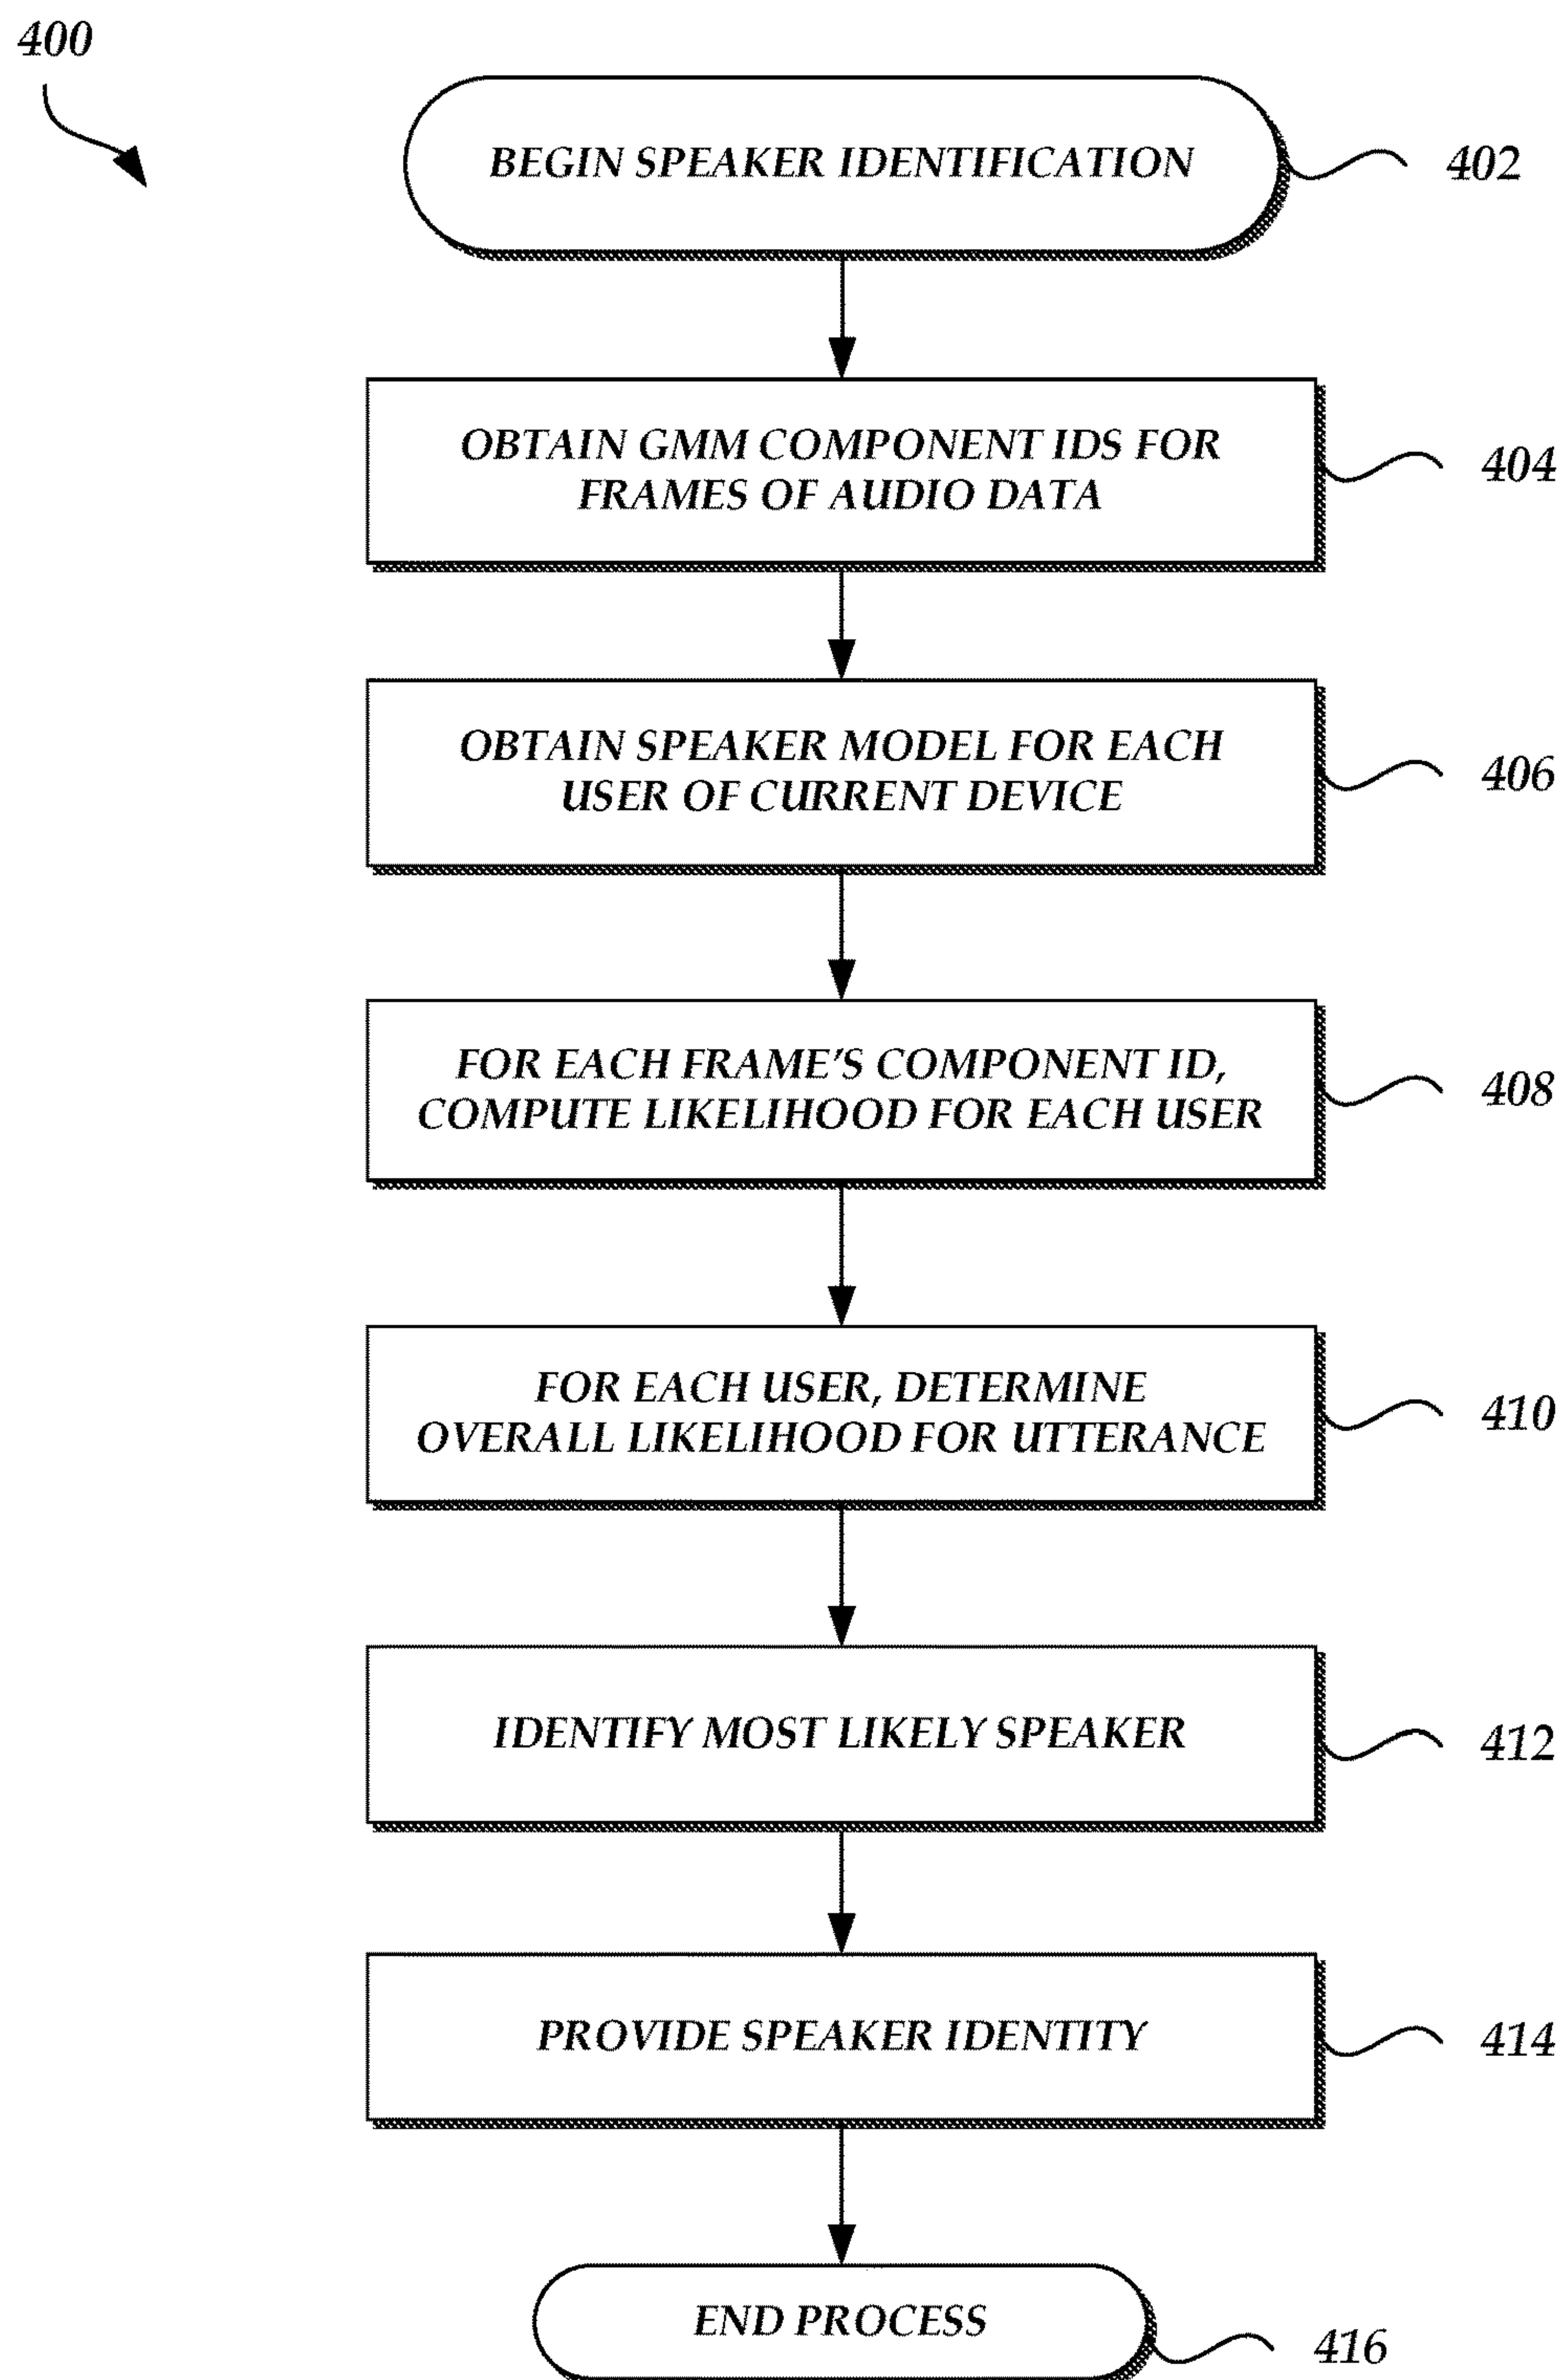 400
BEGIN SPEAKER IDENTIFICATION
402
OBTAIN GMM COMPONENT IDS FOR
FRAMES OF AUDIO DATA
404
OBTAIN SPEAKER MODEL FOR EACH
USER OF CURRENT DEVICE
406
FOR EACH FRAME'S COMPONENT ID,
COMPUTE LIKELIHOOD FOR EACH USER
408
FOR EACH USER, DETERMINE
OVERALL LIKELIHOOD FOR UTTERANCE
410
IDENTIFY MOST LIKELY SPEAKER
412
PROVIDE SPEAKER IDENTITY
414
END PROCESS
416